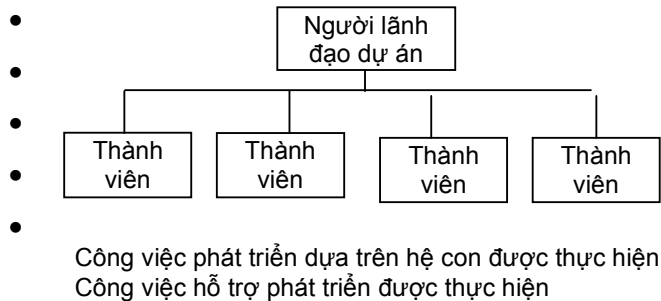 Người lãnh
đạo dự án
Thành
viên
Thành
viên
Thành
viên
Thành
viên
Công việc phát triển dựa trên hệ con được thực hiện
Công việc hỗ trợ phát triển được thực hiện